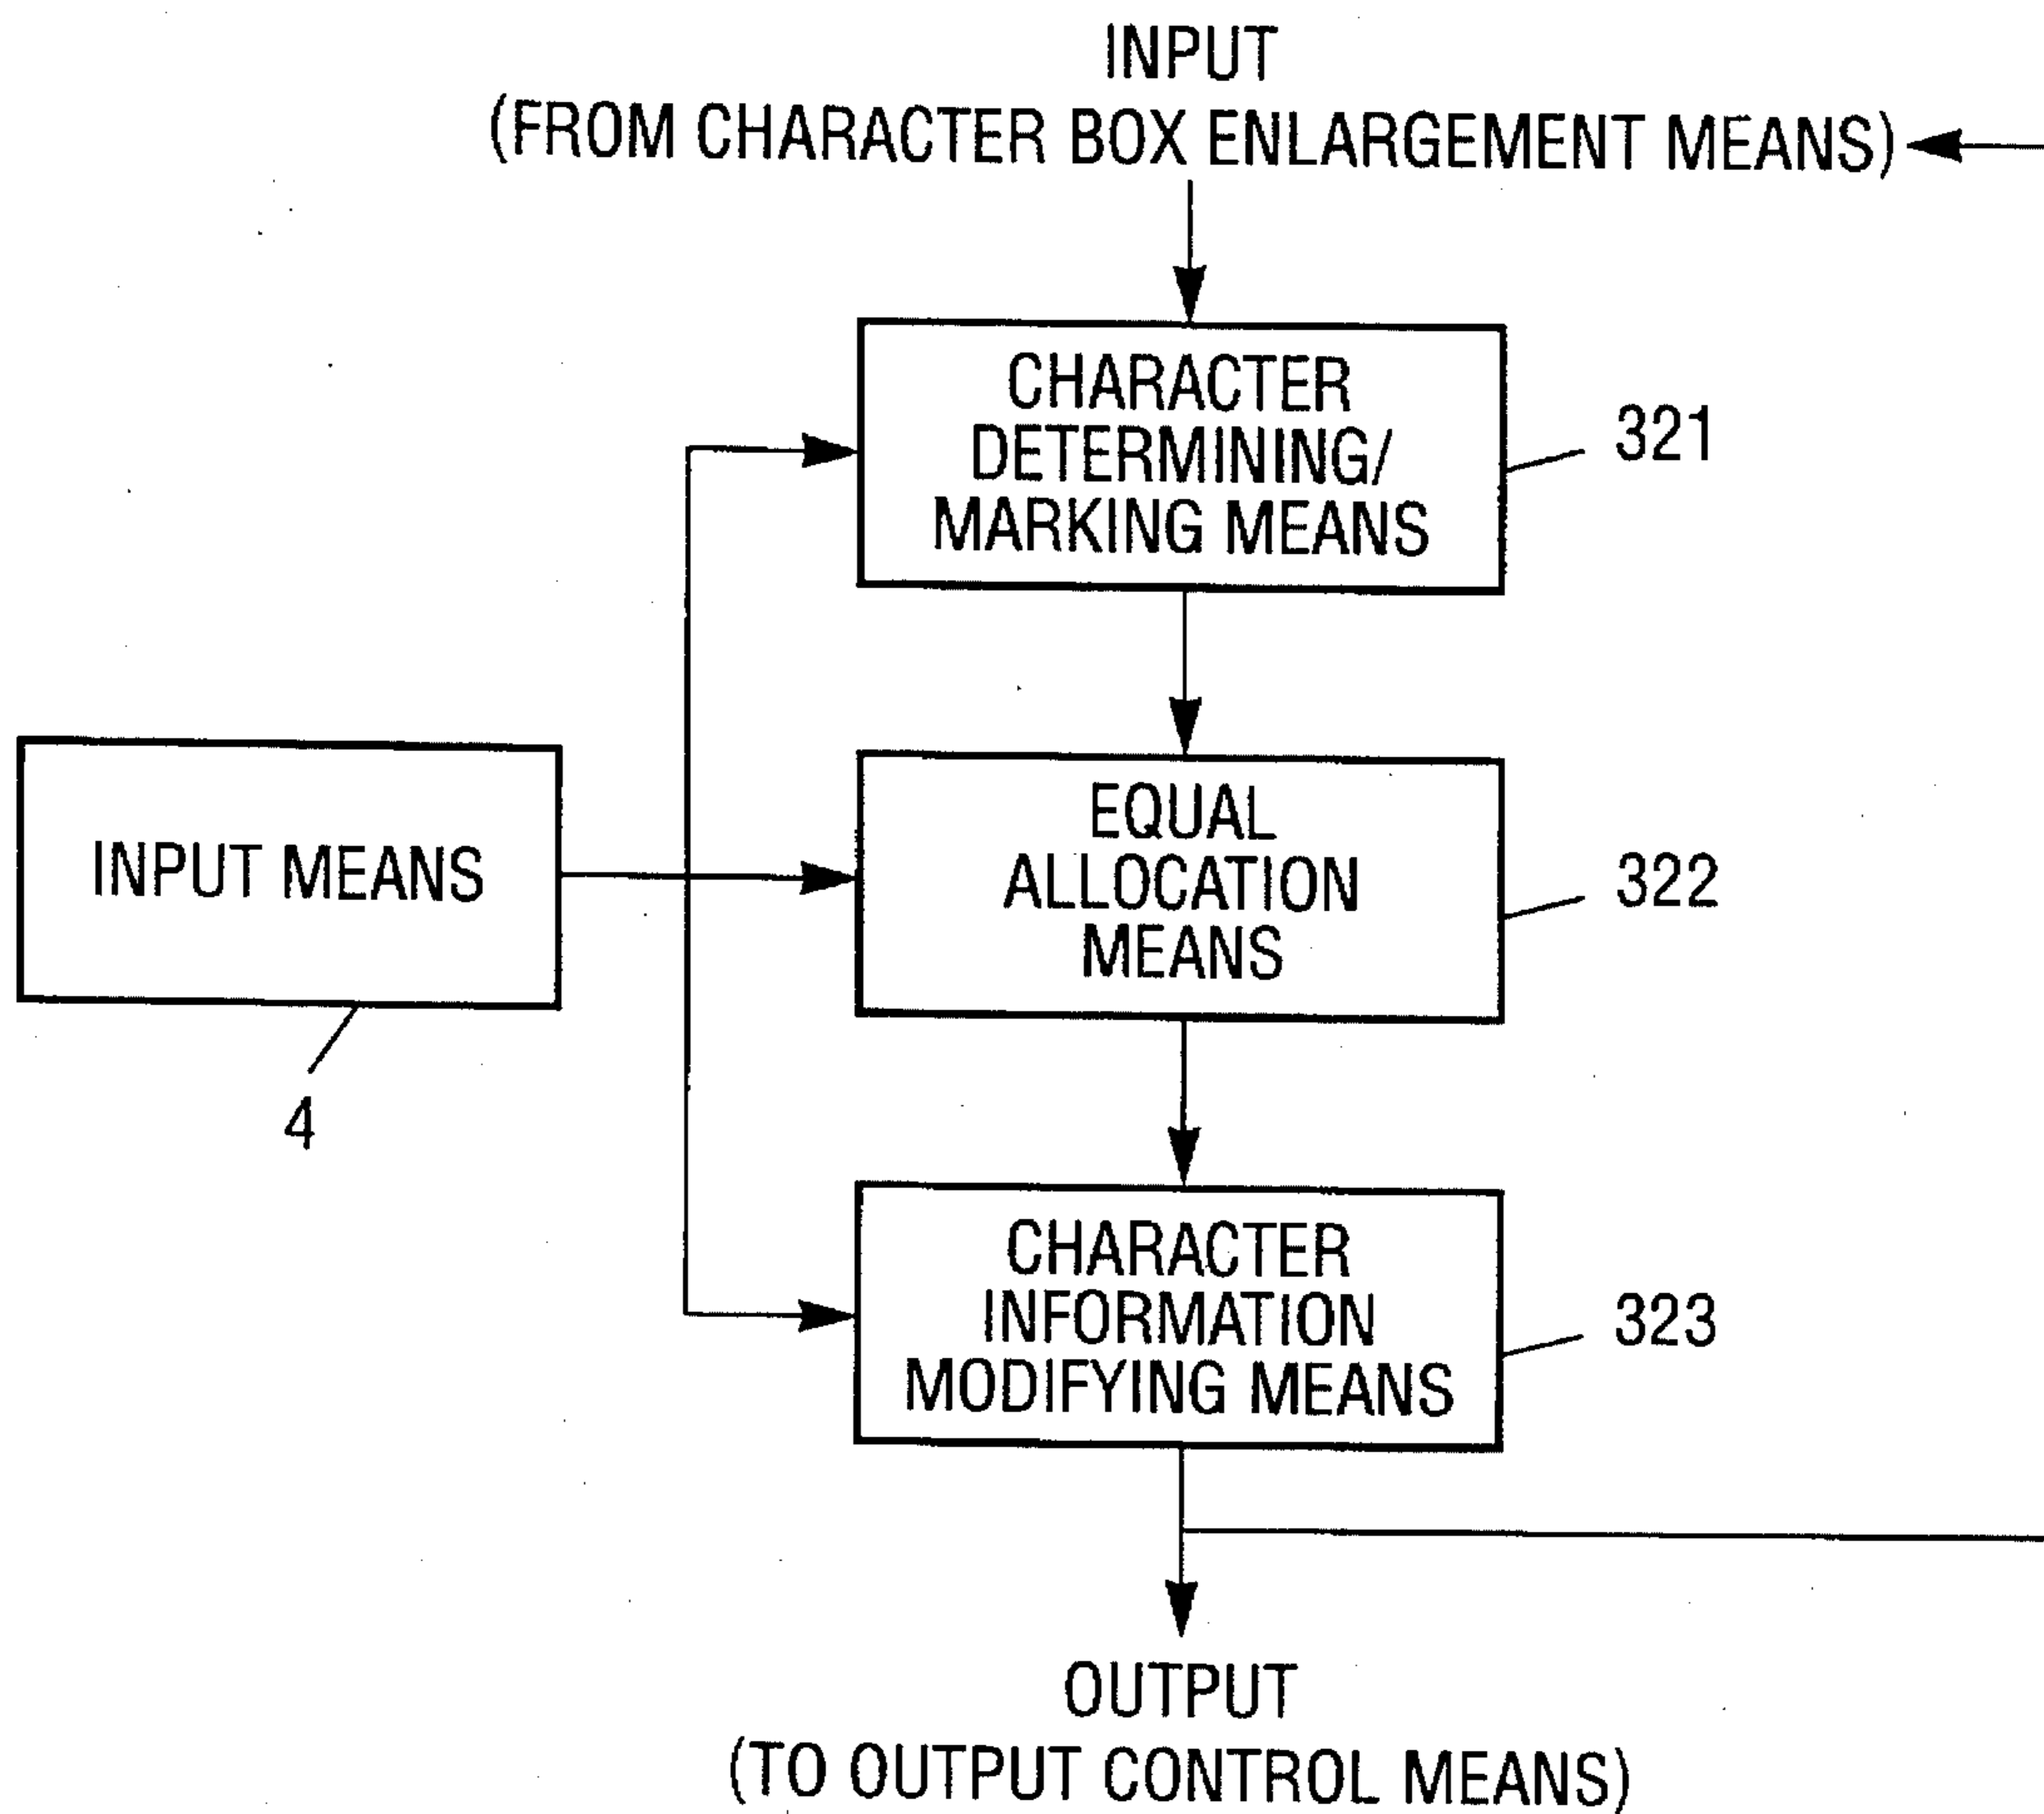 INPUT
(FROM CHARACTER BOX ENLARGEMENT MEANS)
CHARACTER
DETERMINING/
MARKING MEANS
321
INPUT MEANS
4
EQUAL
ALLOCATION
MEANS
322
CHARACTER
INFORMATION
MODIFYING MEANS
323
OUTPUT
(TO OUTPUT CONTROL MEANS)